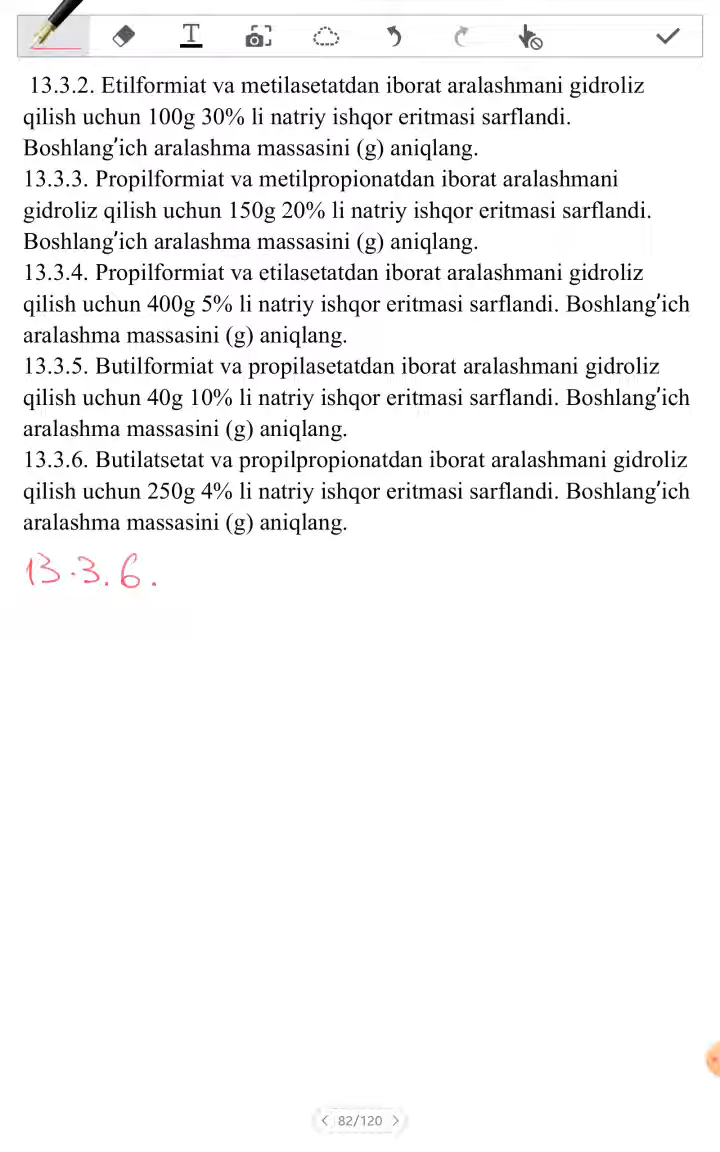 T
13.3.2. Etilformiat va metilasetatdan iborat aralashmani gidroliz
qilish uchun 100g 30% li natriy ishqor eritmasi sarflandi.
Boshlang′ich aralashma massasini (g) aniqlang.
13.3.3. Propilformiat va metilpropionatdan iborat aralashmani
gidroliz qilish uchun 150g 20% li natriy ishqor eritmasi sarflandi.
Boshlang′ich aralashma massasini (g) aniqlang.
13.3.4. Propilformiat va etilasetatdan iborat aralashmani gidroliz
qilish uchun 400g 5% li natriy ishqor eritmasi sarflandi. Boshlang′ich
aralashma massasini (g) aniqlang.
13.3.5. Butilformiat va propilasetatdan iborat aralashmani gidroliz
qilish uchun 40g 10% li natriy ishqor eritmasi sarflandi. Boshlang′ich
aralashma massasini (g) aniqlang.
13.3.6. Butilatsetat va propilpropionatdan iborat aralashmani gidroliz
qilish uchun 250g 4% li natriy ishqor eritmasi sarflandi. Boshlang′ich
aralashma massasini (g) aniqlang.
13.3.6.
< 82/120 >